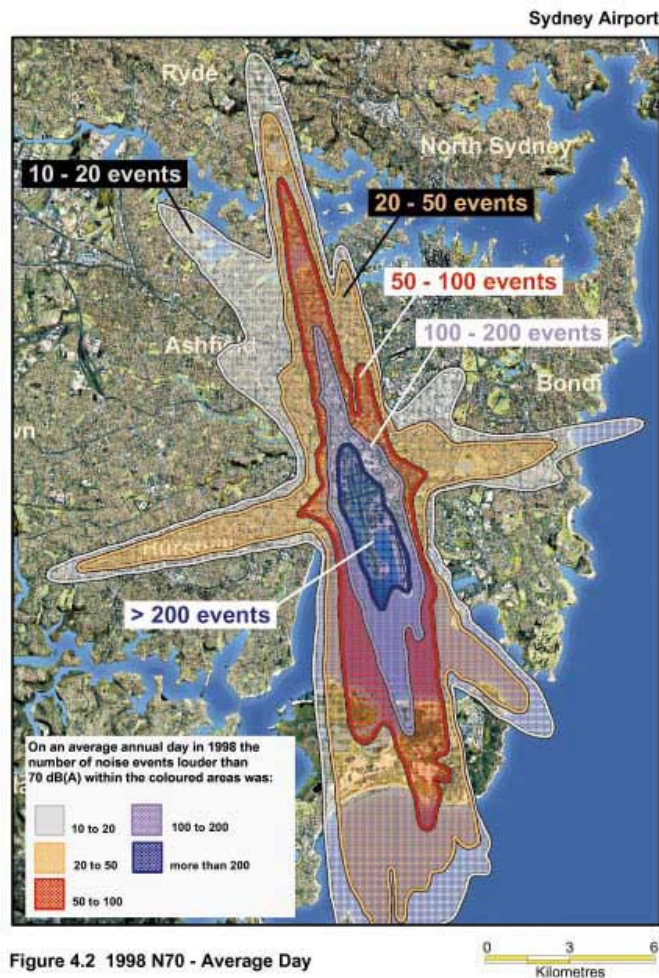 Sydney Airport
Ryde
North Sydney
10 - 20 events
20 - 50 events
50 - 100 events
100 - 200 events
Bondi
> 200 events
On an average annual day in 1998 the
number of noise events louder than
70 dB(A) within the coloured areas was:
10 to 20
100 to 200
20 to 50
more than 200
50 to 100
Figure 4.2 1998 N70 - Average Day
0 3 6
Kilometres